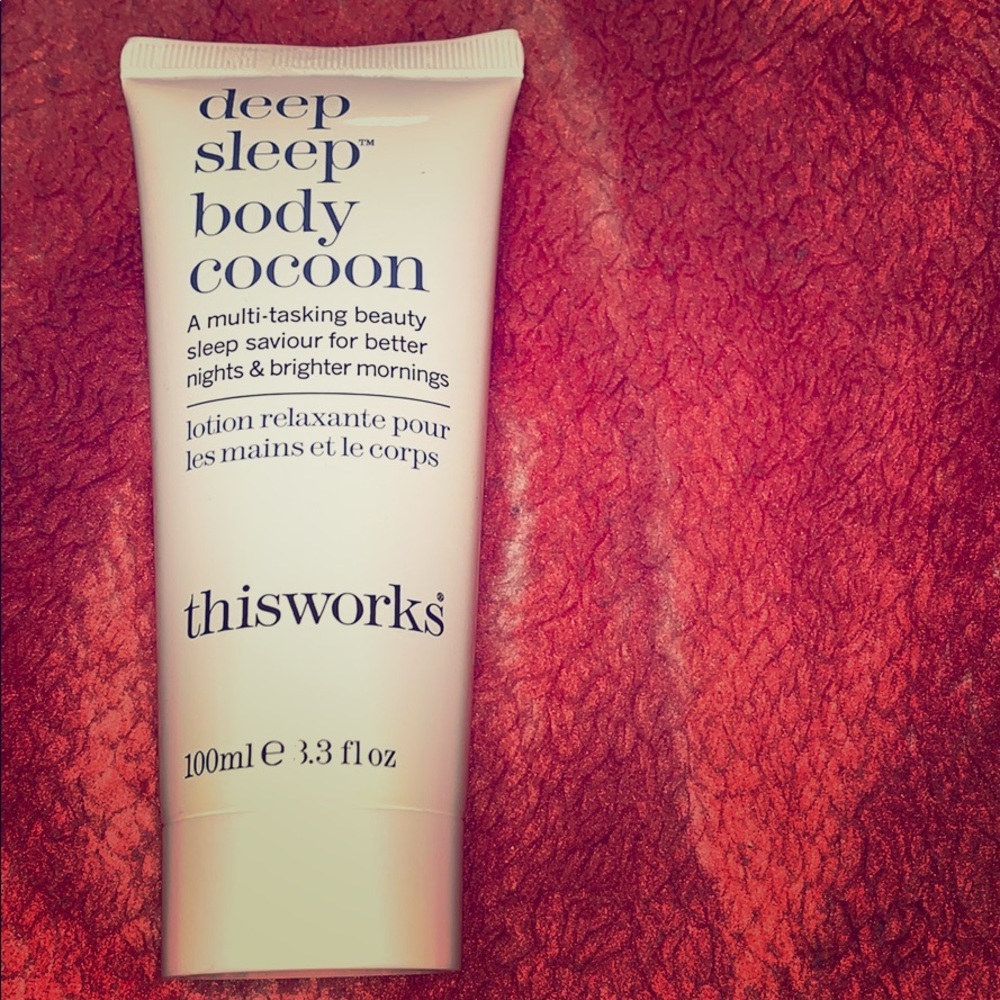 deep
sleep™
body
cocoon
A multi-tasking beauty
sleep saviour for better
nights & brighter mornings
lotion relaxante pour
les mains et le corps
thisworks®
100ml ℮ 3.3 fl oz